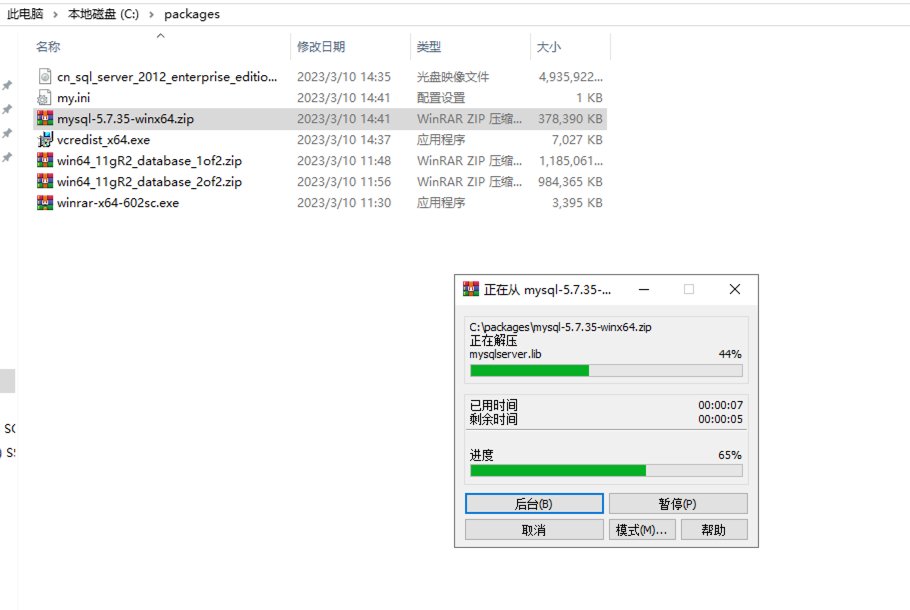 此电脑 > 本地磁盘 (C:) > packages
名称 修改日期 类型 大小
cn_sql_server_2012_enterprise_editio... 2023/3/10 14:35 光盘映像文件 4,935,922...
my.ini 2023/3/10 14:41 配置设置 1 KB
mysql-5.7.35-winx64.zip 2023/3/10 14:41 WinRAR ZIP 压缩... 378,390 KB
vcredist_x64.exe 2023/3/10 14:37 应用程序 7,027 KB
win64_11gR2_database_1of2.zip 2023/3/10 11:48 WinRAR ZIP 压缩... 1,185,061...
win64_11gR2_database_2of2.zip 2023/3/10 11:56 WinRAR ZIP 压缩... 984,365 KB
winrar-x64-602sc.exe 2023/3/10 11:30 应用程序 3,395 KB
正在从 mysql-5.7.35-...
C:\packages\mysql-5.7.35-winx64.zip
正在解压
mysqlserver.lib 44%
已用时间 00:00:07
剩余时间 00:00:05
进度 65%
后台(B) 暂停(P)
取消 模式(M)... 帮助